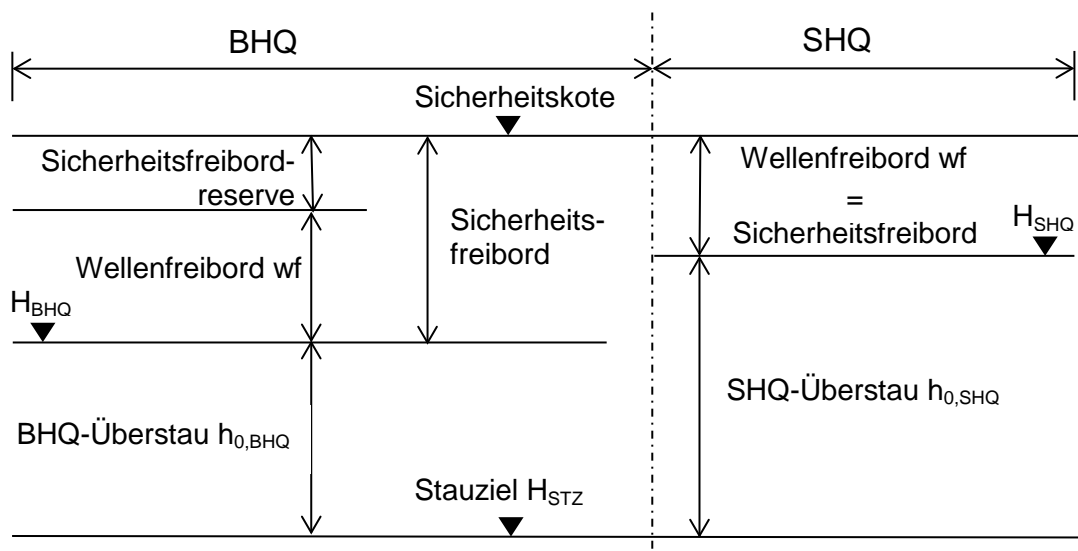 BHQ
SHQ
Sicherheitskote
Sicherheitsfreibord-
reserve
Wellenfreibord wf
H_BHQ
Sicherheits-
freibord
BHQ-Überstau h_0,BHQ
Stauziel H_STZ
Wellenfreibord wf
=
Sicherheitsfreibord
H_SHQ
SHQ-Überstau h_0,SHQ